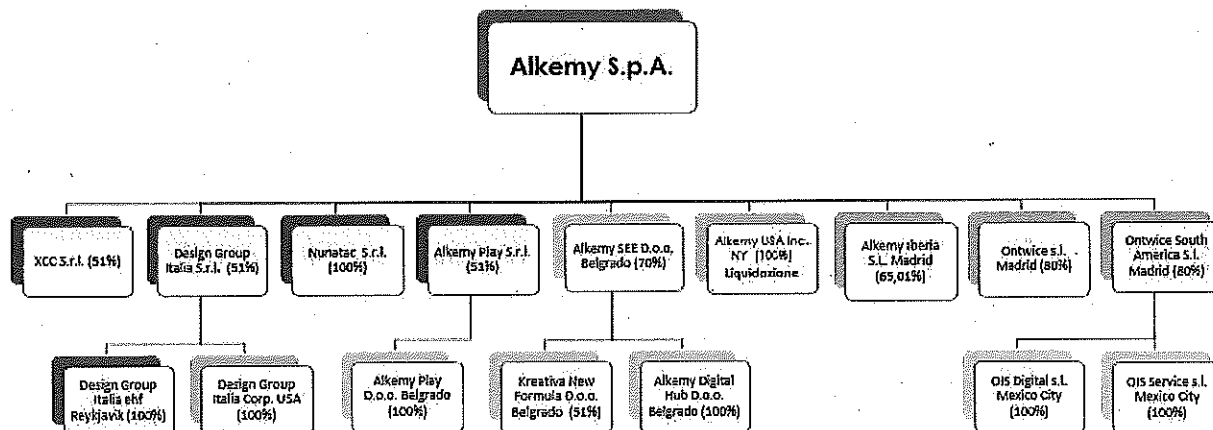 Alkemy S.p.A.
XCC S.r.l. (51%)
Design Group
Italia S.r.l. (51%)
Nunatac S.r.l.
(100%)
Alkemy Play S.r.l.
(51%)
Alkemy SEE D.o.o,
Belgrado (70%)
Alkemy USA Inc.
NY (100%)
Liquidazione
Alkemy Iberia
S.L. Madrid
(65,01%)
Ontwice s.l.
Madrid (80%)
Ontwice South
America S.l.
Madrid (80%)
Design Group
Italia ehf
Reykjavik (100%)
Design Group
Italia Corp. USA
(100%)
Alkemy Play
D.o.o. Belgrado
(100%)
Kreativa New
Formula D.o.o.
Belgrado (51%)
Alkemy Digital
Hub D.o.o.
Belgrado (100%)
OIS Digital s.l.
Mexico City
(100%)
OIS Service s.l.
Mexico City
(100%)